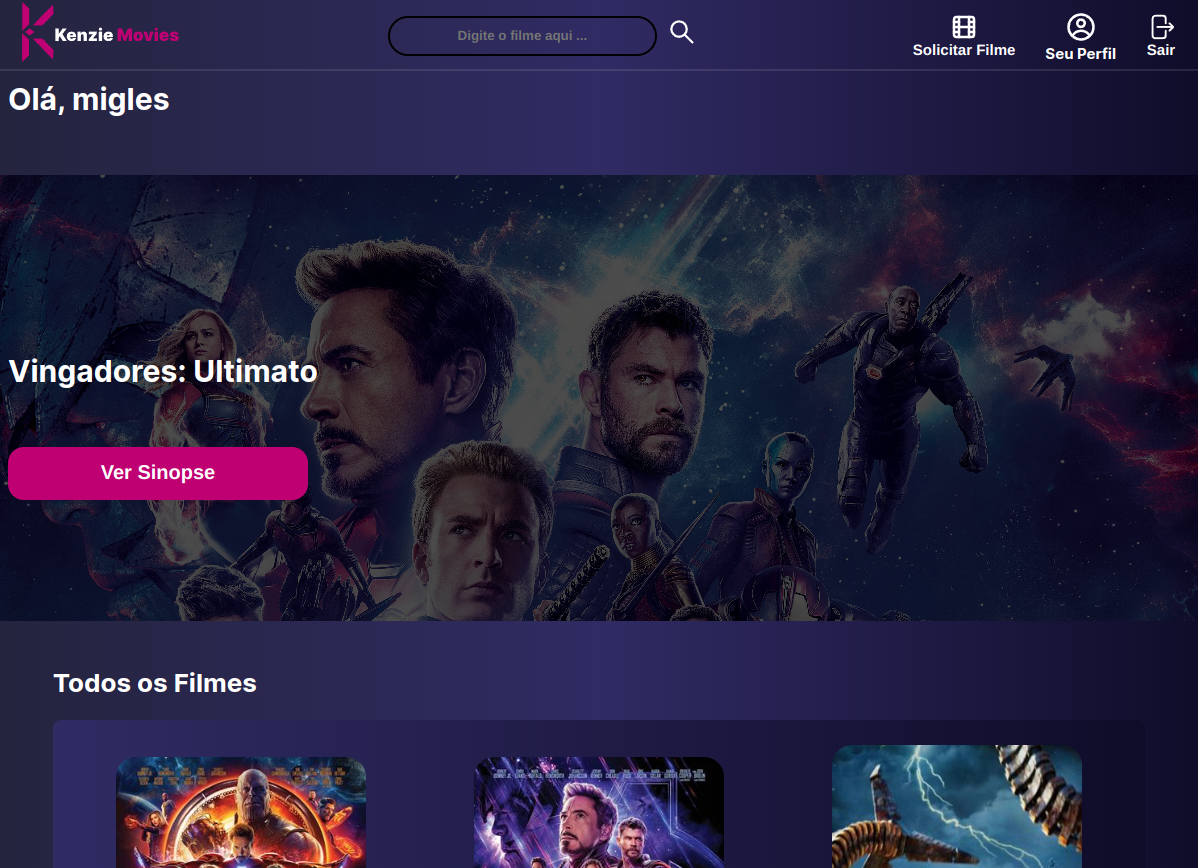 Kenzie Movies
Digite o filme aqui ...
Solicitar Filme
Seu Perfil
Sair
Olá, migles
Vingadores: Ultimato
Ver Sinopse
Todos os Filmes